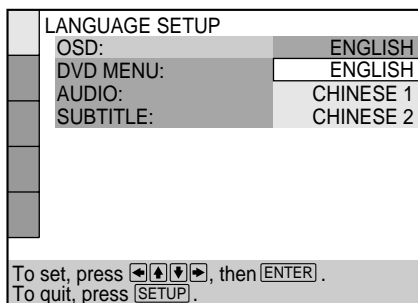 LANGUAGE SETUP
OSD: ENGLISH
DVD MENU: ENGLISH
AUDIO: CHINESE 1
SUBTITLE: CHINESE 2
To set, press ←↑↓→, then ENTER.
To quit, press SETUP.